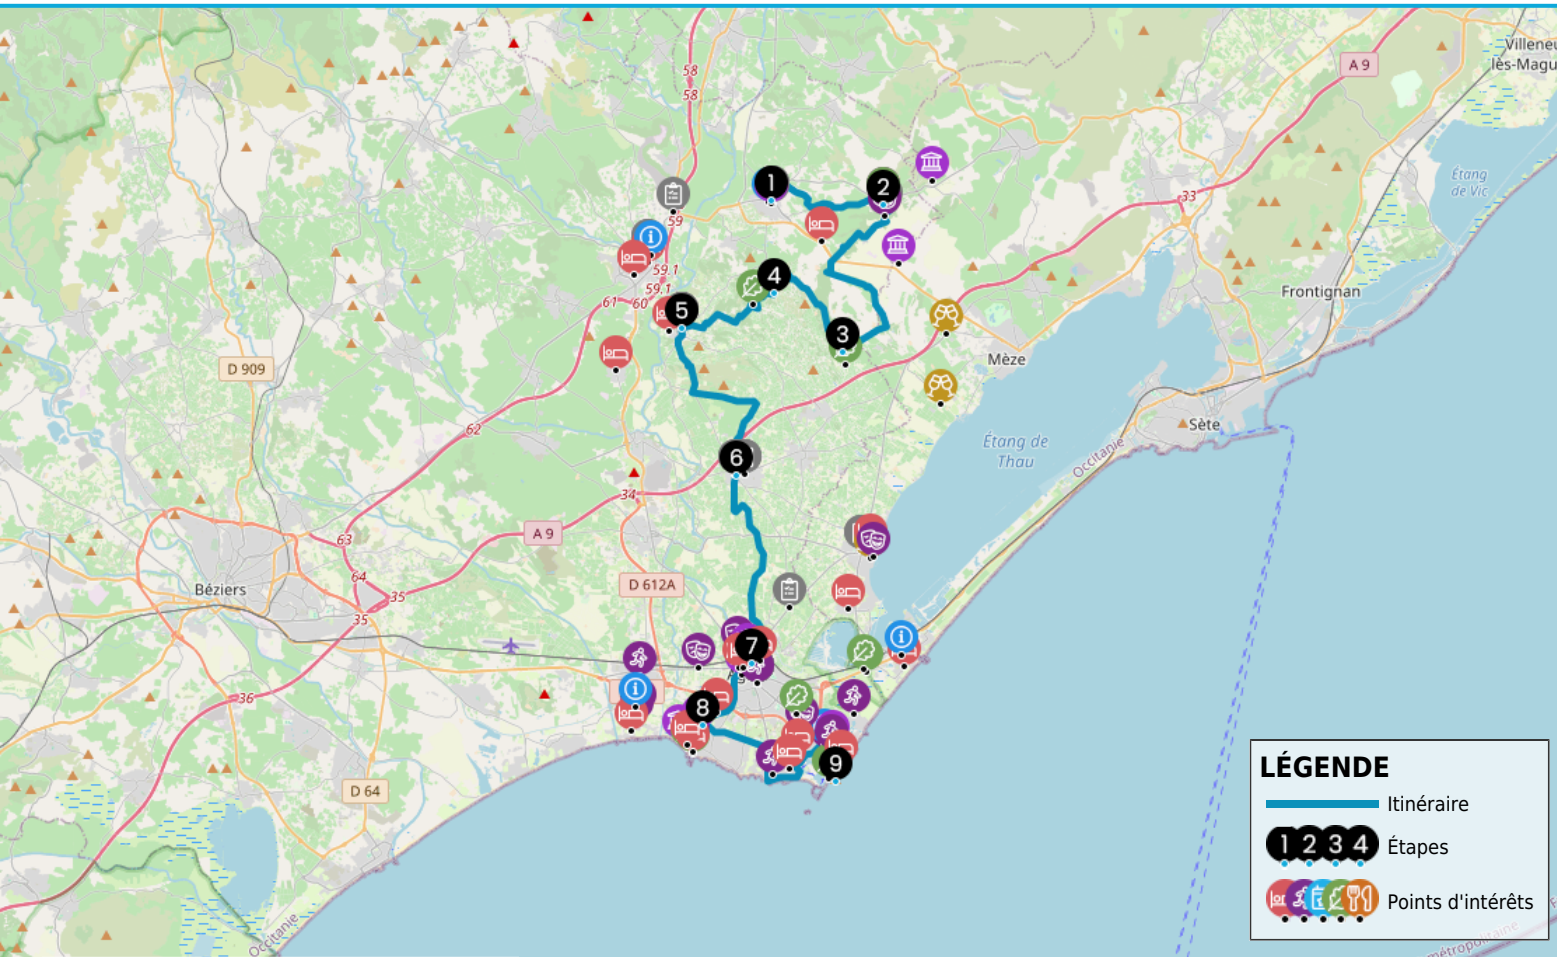 Villeneu
lès-Magu
A 9
58
58
Étang
de Vic
1
2
33
59
59.1
4
59.1
61
60
5
Frontignan
3
Mèze
D 909
Sète
62
Étang de
Thau
Occitanie
6
34
A 9
63
64
35
35
D 612A
Béziers
7
36
8
9
D 64
Occitanie
métropolitaine
LÉGENDE
Itinéraire
1 2 3 4
Étapes
Points d'intérêts